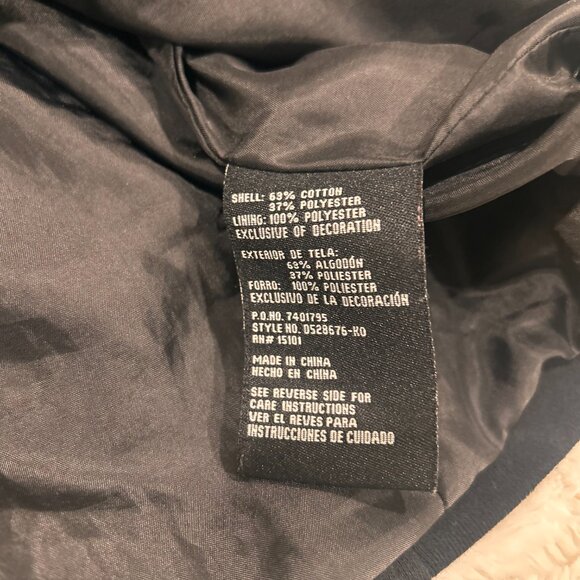 SHELL: 63% COTTON
37% POLYESTER
LINING: 100% POLYESTER
EXCLUSIVE OF DECORATION
EXTERIOR DE TELA:
63% ALGODÓN
37% POLIESTER
FORRO: 100% POLIESTER
EXCLUSIVO DE LA DECORACIÓN
P.O.NO. 7401795
STYLE NO. 0528676-KO
RN# 15101
MADE IN CHINA
HECHO EN CHINA
SEE REVERSE SIDE FOR
CARE INSTRUCTIONS
VER EL REVES PARA
INSTRUCCIONES DE CUIDADO